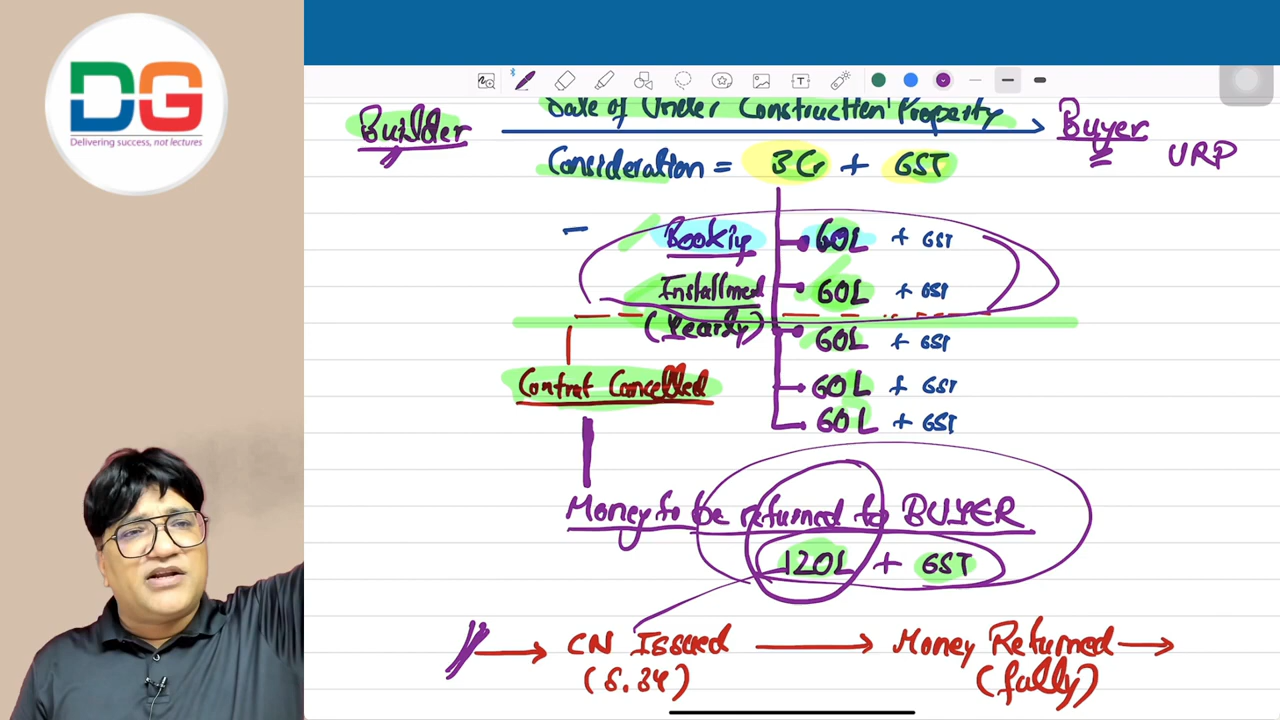 DG
Delivering success, not lectures
Sale of Under Construction Property
Builder
Buyer
URP
Consideration = 3 Cr + GST
Booking 60L + GST
Installment 60L + GST
(Yearly) 60L + GST
Contract Cancelled 60L + GST
60L + GST
Money to be returned to BUYER
120L + GST
CN Issued → Money Returned →
(S.34) (fully)